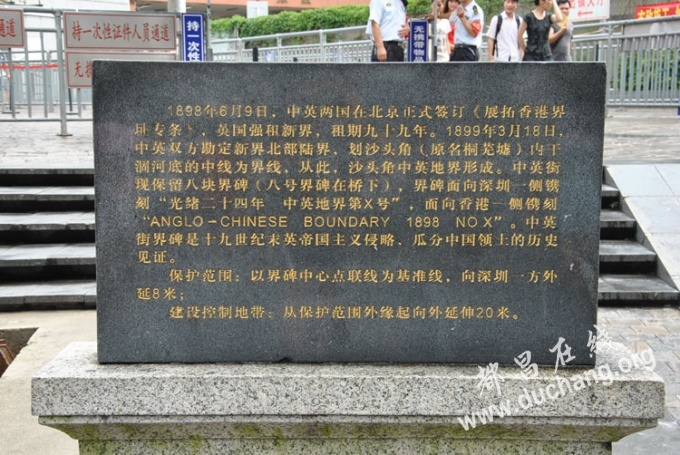 持一次性证件人员通道
持一次性
1898年6月9日，中英两国在北京正式签订《展拓香港界
址专条》，英国强租新界，租期九十九年。1899年3月18日，
中英双方勘定新界北部陆界，划沙头角（原名桐芜墟）内干
涸河底的中线为界线，从此，沙头角中英地界形成。中英街
现保留八块界碑（八号界碑在桥下），界碑面向深圳一侧镌
刻“光绪二十四年　中英地界第X号”，面向香港一侧镌刻
“ANGLO－CHINESE BOUNDARY 1898 NO X”。中英
街界碑是十九世纪末英帝国主义侵略、瓜分中国领土的历史
见证。
保护范围：以界碑中心点联线为基准线，向深圳一方外
延8米；
建设控制地带：从保护范围外缘起向外延伸20米。
都昌在线
www.duchang.org